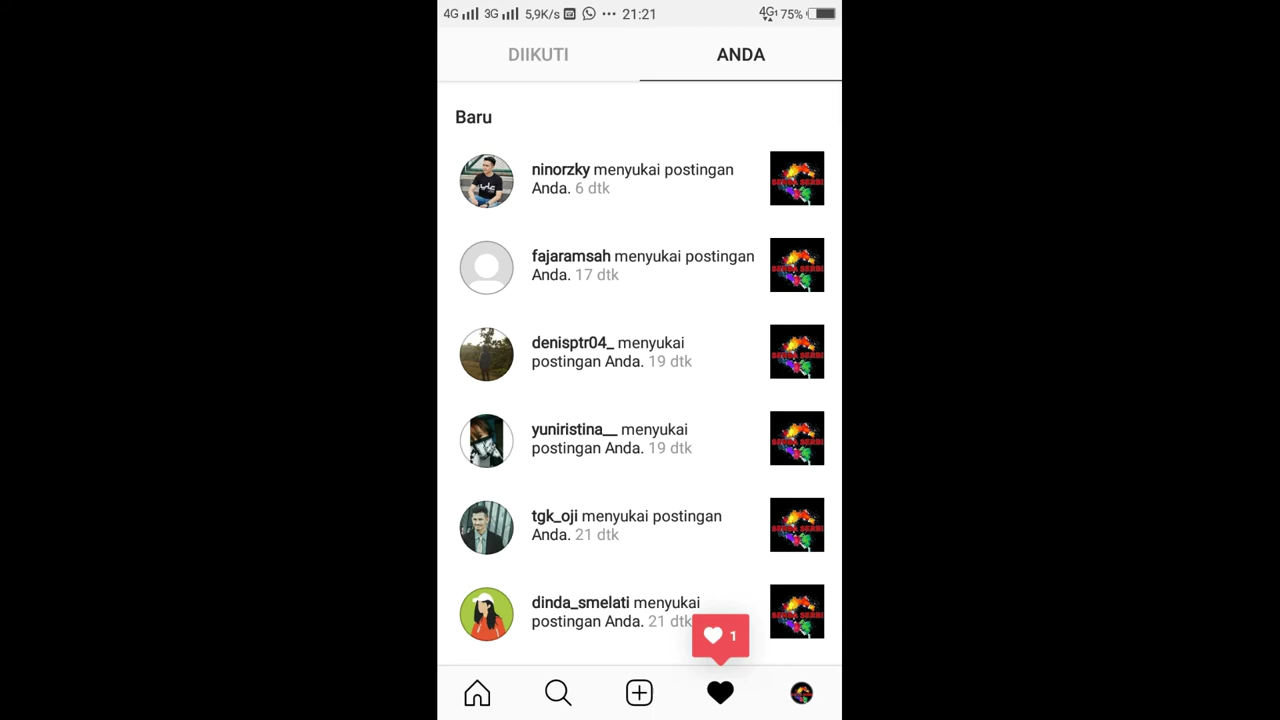 4G 3G 5,9K/s 21:21 4G1 75%
DIIKUTI ANDA
Baru
ninorzky menyukai postingan
Anda. 6 dtk
fajaramsah menyukai postingan
Anda. 17 dtk
denisptr04_ menyukai
postingan Anda. 19 dtk
yuniristina__ menyukai
postingan Anda. 19 dtk
tgk_oji menyukai postingan
Anda. 21 dtk
dinda_smelati menyukai
postingan Anda. 21 dtk
1